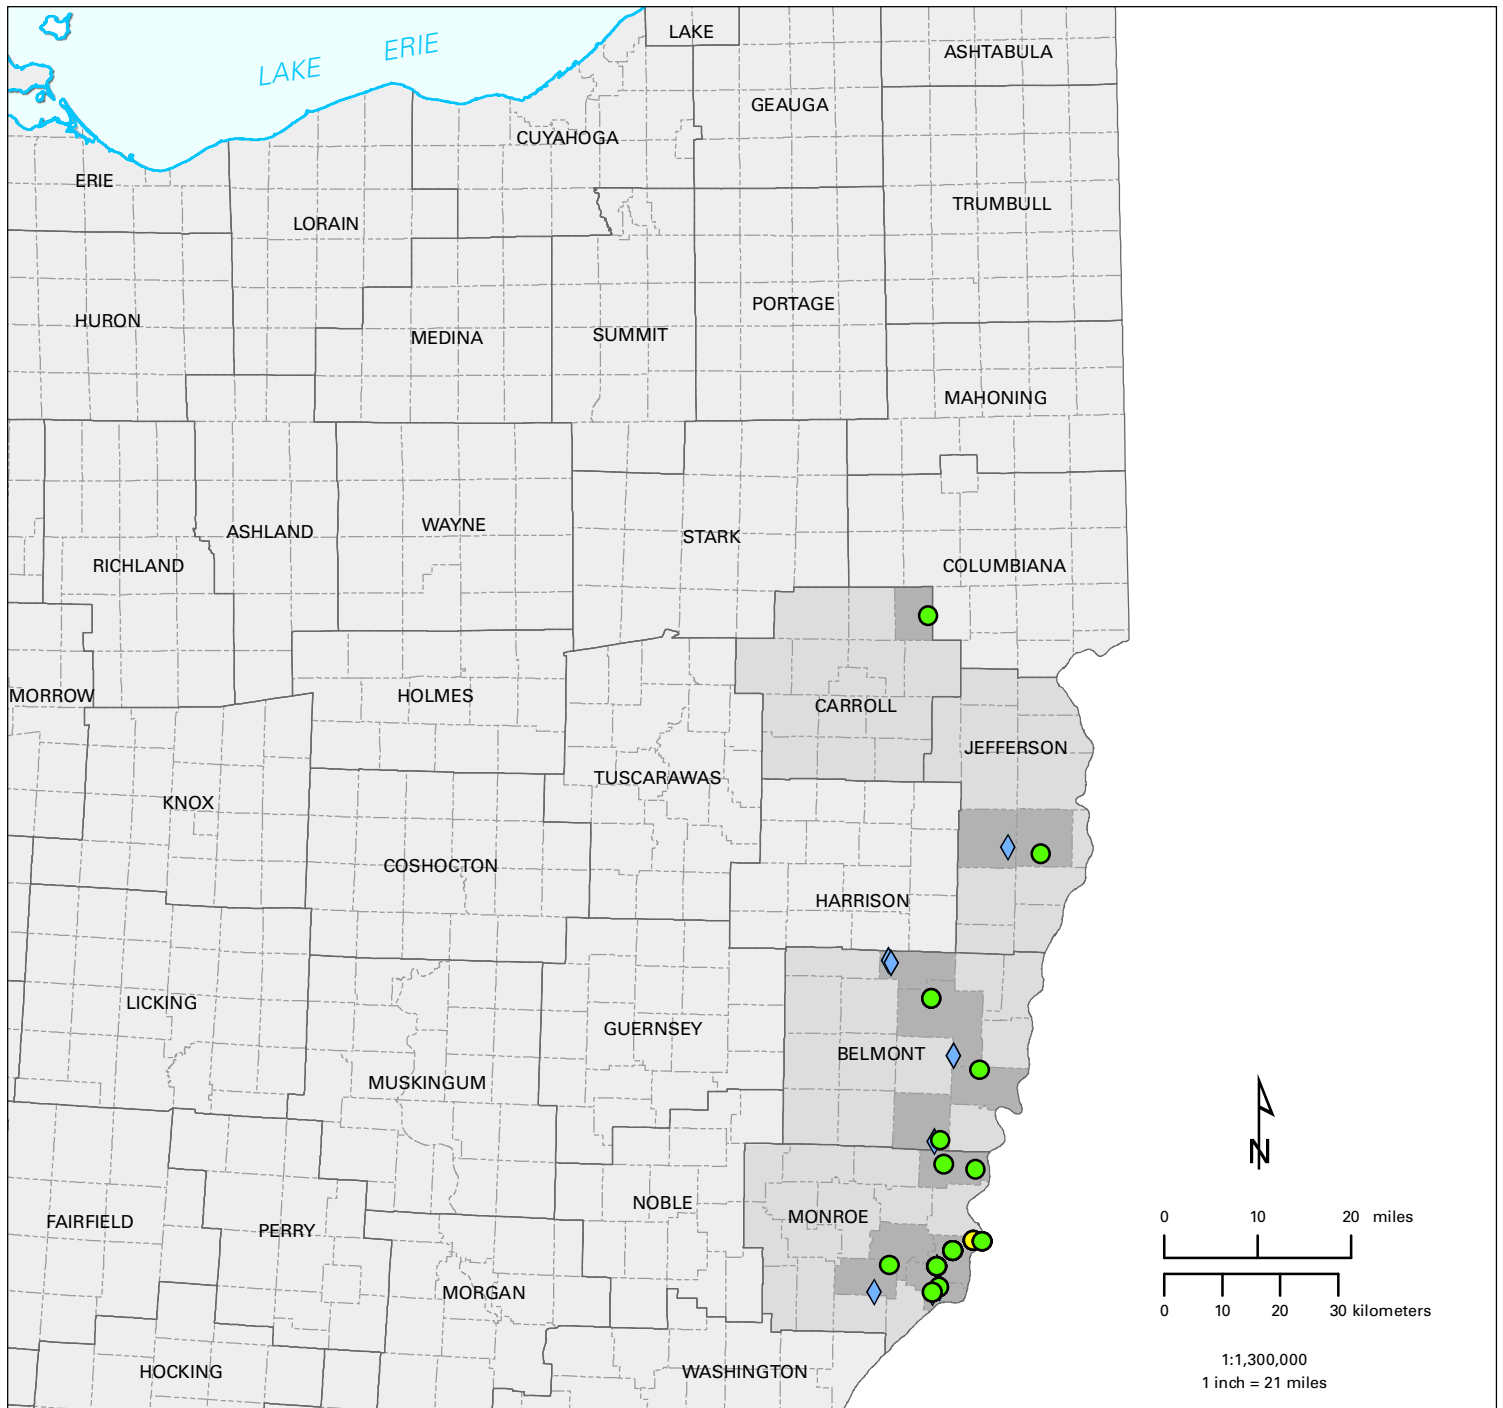 LAKE
ASHTABULA
LAKE ERIE
GEAUGA
CUYAHOGA
ERIE
TRUMBULL
LORAIN
PORTAGE
HURON
SUMMIT
MEDINA
MAHONING
WAYNE
ASHLAND
STARK
RICHLAND
COLUMBIANA
MORROW
HOLMES
CARROLL
JEFFERSON
TUSCARAWAS
KNOX
COSHOCTON
HARRISON
LICKING
GUERNSEY
BELMONT
MUSKINGUM
N
NOBLE
MONROE
0 10 20 miles
FAIRFIELD
PERRY
MORGAN
0 10 20 30 kilometers
1:1,300,000
HOCKING
WASHINGTON
1 inch = 21 miles